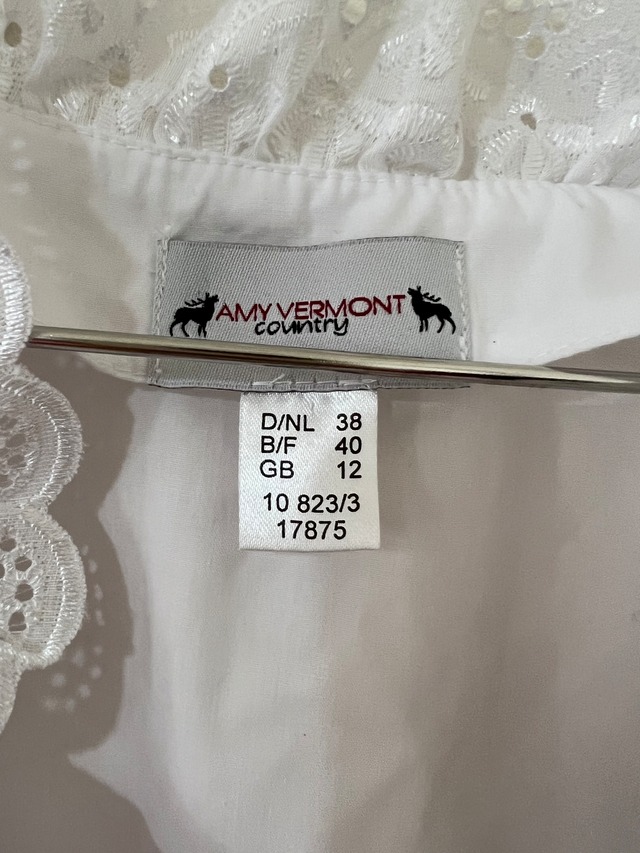 AMY VERMONT
country
D/NL 38
B/F 40
GB 12
10 823/3
17875